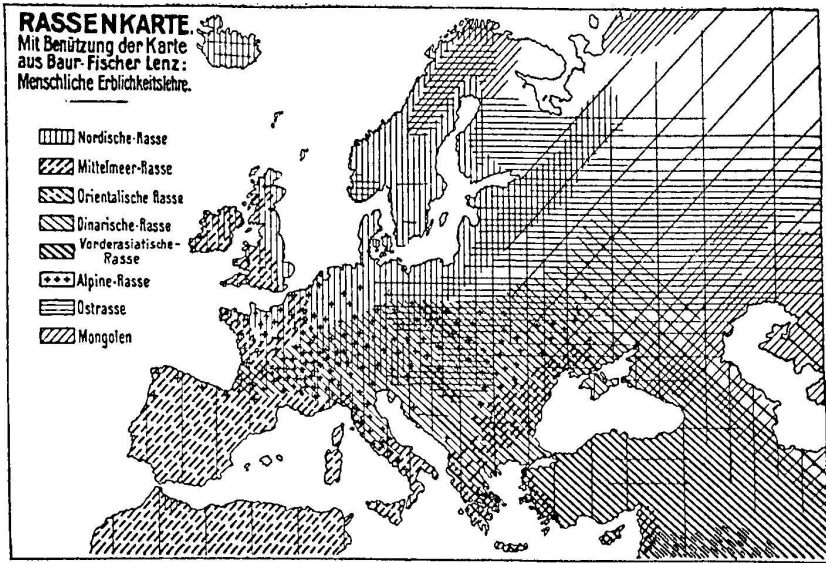 RASSENKARTE.
Mit Benützung der Karte
aus Baur-Fischer Lenz:
Menschliche Erblichkeitslehre.
Nordische-Rasse
Mittelmeer-Rasse
Orientalische Rasse
Dinarische-Rasse
Vorderasiatische-
Rasse
Alpine-Rasse
Ostrasse
Mongolen